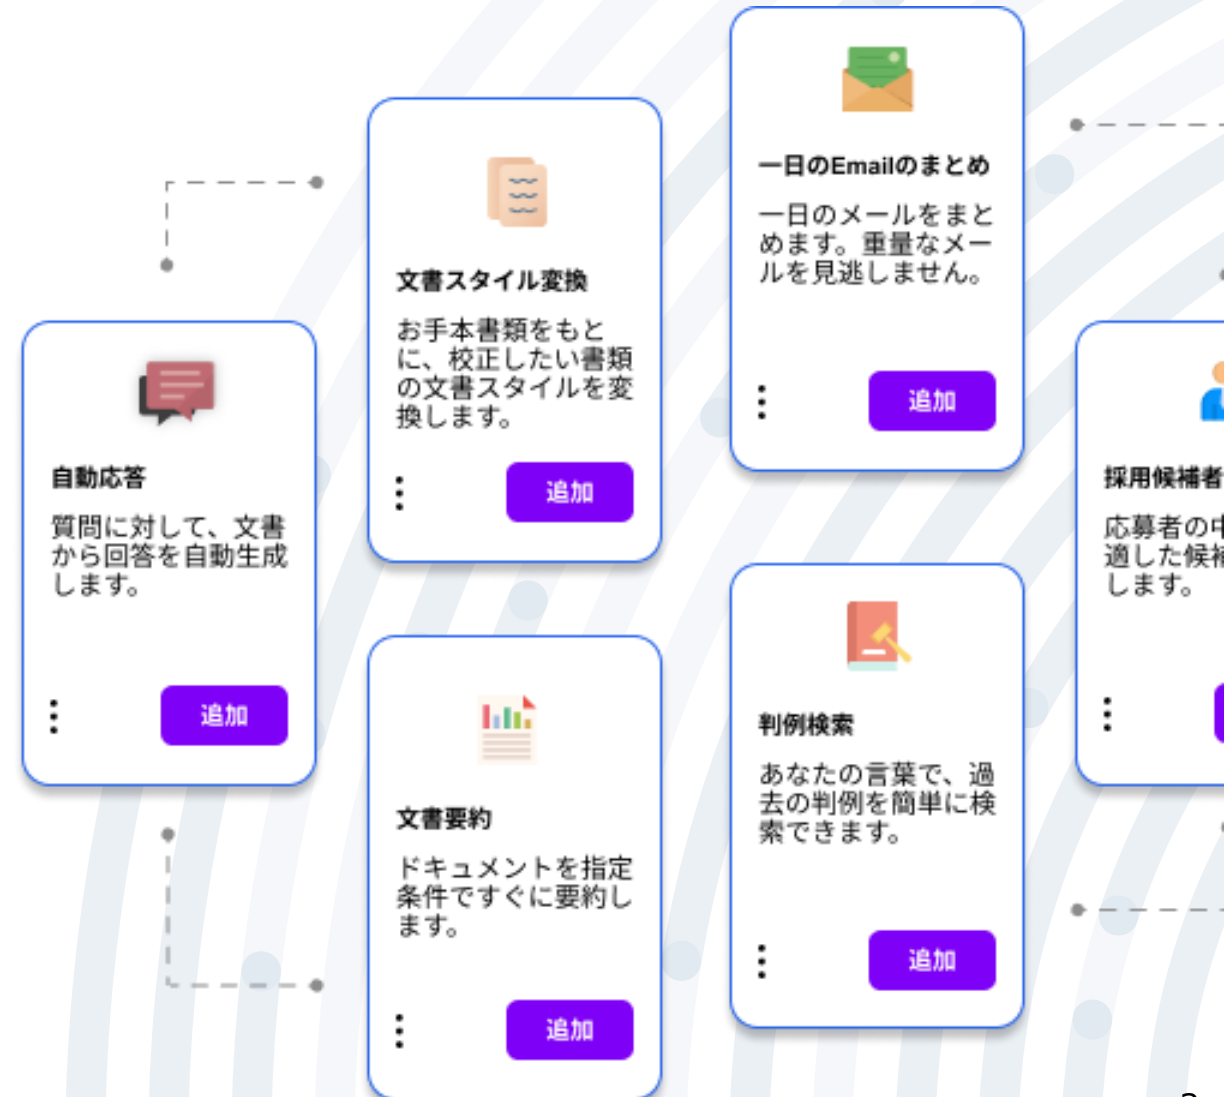 自動応答
質問に対して、文書
から回答を自動生成
します。
追加
文書スタイル変換
お手本書類をもと
に、校正したい書類
の文書スタイルを変
換します。
追加
文書要約
ドキュメントを指定
条件ですぐに要約し
ます。
追加
一日のEmailのまとめ
一日のメールをまと
めます。重量なメー
ルを見逃しません。
追加
判例検索
あなたの言葉で、過
去の判例を簡単に検
索できます。
追加
採用候補者
応募者の中
適した候補
します。